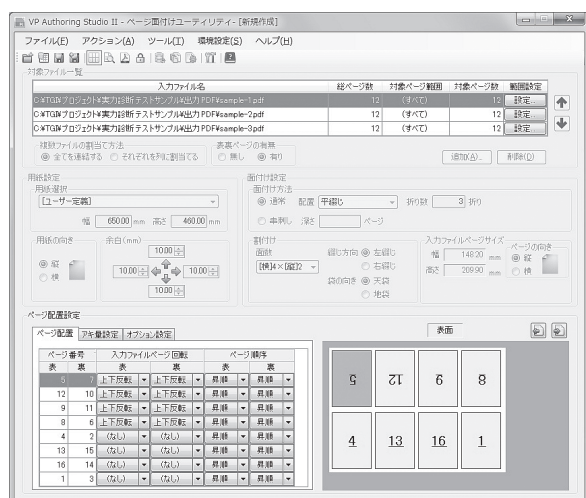 VP Authoring Studio II - ページ面付けユーティリティ- [新規作成]
ファイル(F) アクション(A) ツール(T) 環境設定(S) ヘルプ(H)
対象ファイル一覧
入力ファイル名 総ページ数 対象ページ範囲 対象ページ数 範囲設定
C:¥TGI¥プロジェクト¥実力診断テストサンプル¥出力PDF¥sample-1.pdf 12 (すべて) 12 設定...
C:¥TGI¥プロジェクト¥実力診断テストサンプル¥出力PDF¥sample-2.pdf 12 (すべて) 12 設定...
C:¥TGI¥プロジェクト¥実力診断テストサンプル¥出力PDF¥sample-3.pdf 12 (すべて) 12 設定...
複数ファイルの割当て方法 表裏ページの有無
全てを連結する それぞれを列に割当てる 無し 有り 追加(A)... 削除(D)
用紙設定 面付け設定
用紙選択 面付け方法
[ユーザー定義] 通常 配置 平綴じ 折り数 3 折り
幅 650.00 mm 高さ 460.00 mm 串刺し 深さ ページ
用紙の向き 余白(mm) 割付け 入力ファイルページサイズ ページの向き
縦 横 10.00 10.00 10.00 10.00
面数 [横]4×[縦]2 綴じ方向 左綴じ 右綴じ 幅 148.20 mm 縦
袋の向き 天袋 地袋 高さ 209.90 mm 横
ページ配置設定
ページ配置 アキ量設定 オプション設定 表面
ページ番号 入力ファイルページ回転 ページ順序
表 裏 表 裏 表 裏
5 7 上下反転 上下反転 昇順 昇順
12 10 上下反転 上下反転 昇順 昇順
9 11 上下反転 上下反転 昇順 昇順
8 6 上下反転 上下反転 昇順 昇順
4 2 (なし) (なし) 昇順 昇順
13 15 (なし) (なし) 昇順 昇順
16 14 (なし) (なし) 昇順 昇順
1 3 (なし) (なし) 昇順 昇順
5 12 9 8
4 13 16 1